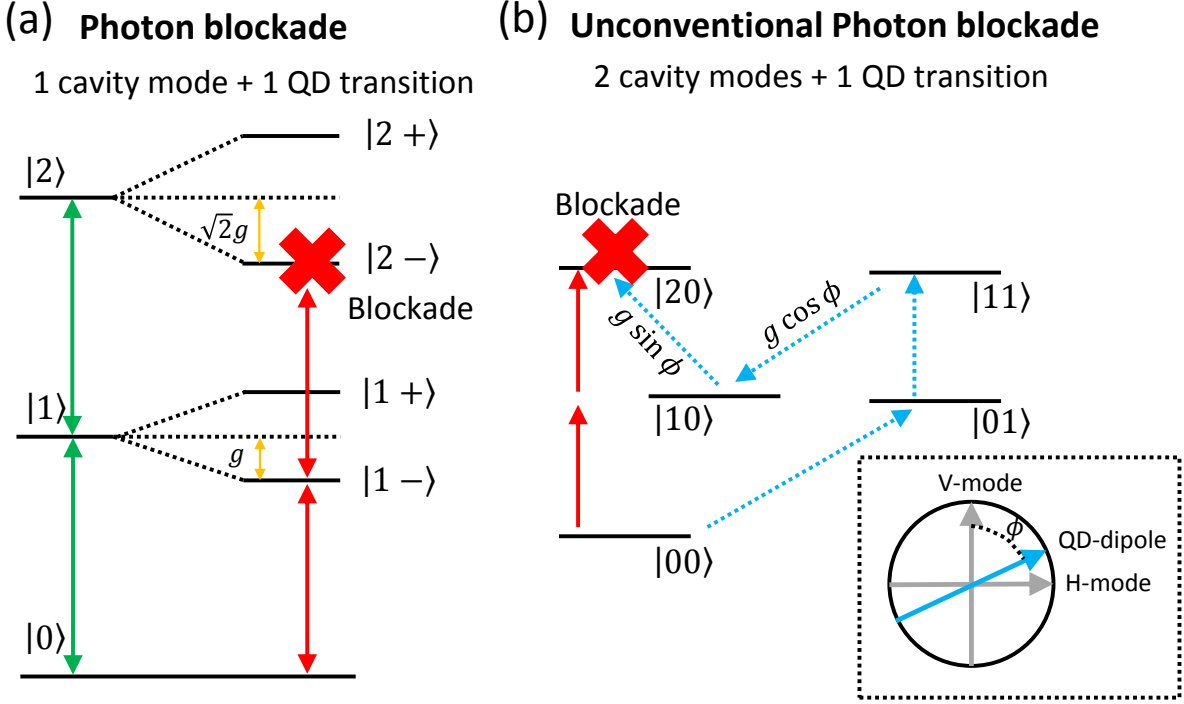 (a) Photon blockade
1 cavity mode + 1 QD transition
|2⟩
|2 +⟩
√2g
|2 −⟩
Blockade
|1⟩
|1 +⟩
g
|1 −⟩
|0⟩
(b) Unconventional Photon blockade
2 cavity modes + 1 QD transition
Blockade
|20⟩
|11⟩
g sin ϕ
g cos ϕ
|10⟩
|01⟩
|00⟩
V-mode
ϕ
QD-dipole
H-mode